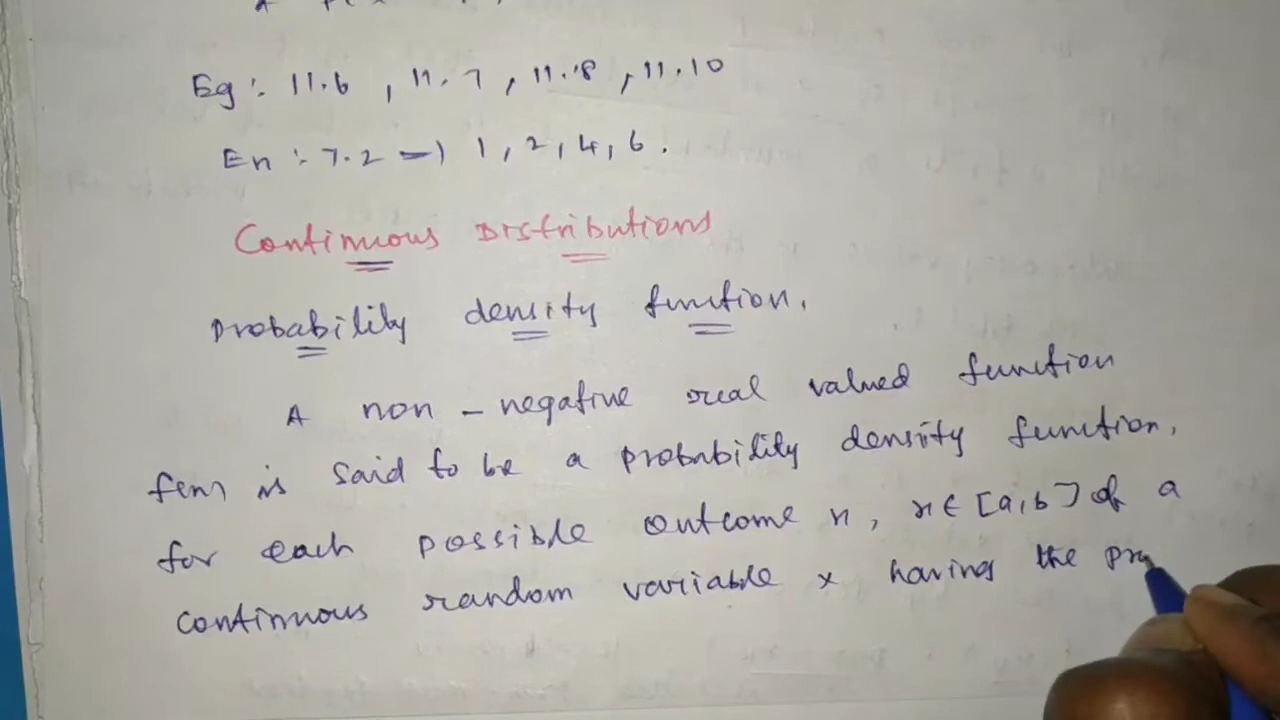 Eg : 11.6 , 11.7 , 11.8 , 11.10
En : 7.2 → 1, 2, 4, 6.
Continuous Distributions
Probability density function.
A non-negative real valued function
f(x) is said to be a probability density function,
for each possible outcome x, x ∈ [a,b] of a
continuous random variable x having the pr